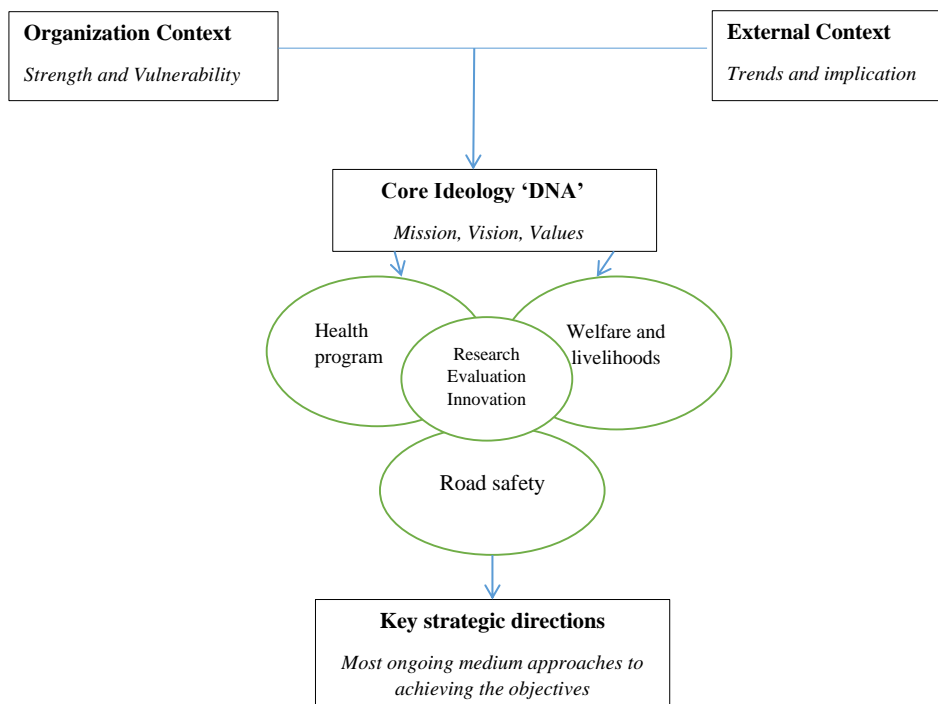 Organization Context
Strength and Vulnerability
External Context
Trends and implication
Core Ideology ‘DNA’
Mission, Vision, Values
Health
program
Research
Evaluation
Innovation
Welfare and
livelihoods
Road safety
Key strategic directions
Most ongoing medium approaches to
achieving the objectives